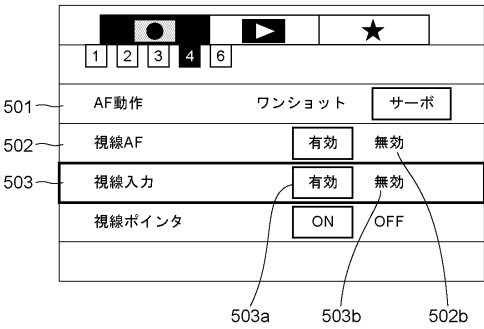 1 2 3 4 6
501 AF動作 ワンショット サーボ
502 視線AF 有効 無効
503 視線入力 有効 無効
視線ポインタ ON OFF
503a 503b 502b